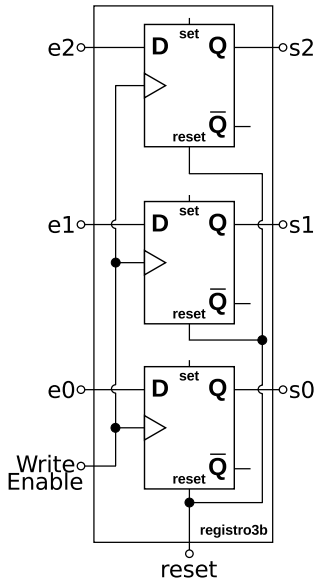 set
e2 D Q s2
Q
reset
set
e1 D Q s1
Q
reset
set
e0 D Q s0
Write
Enable
Q
reset
registro3b
reset